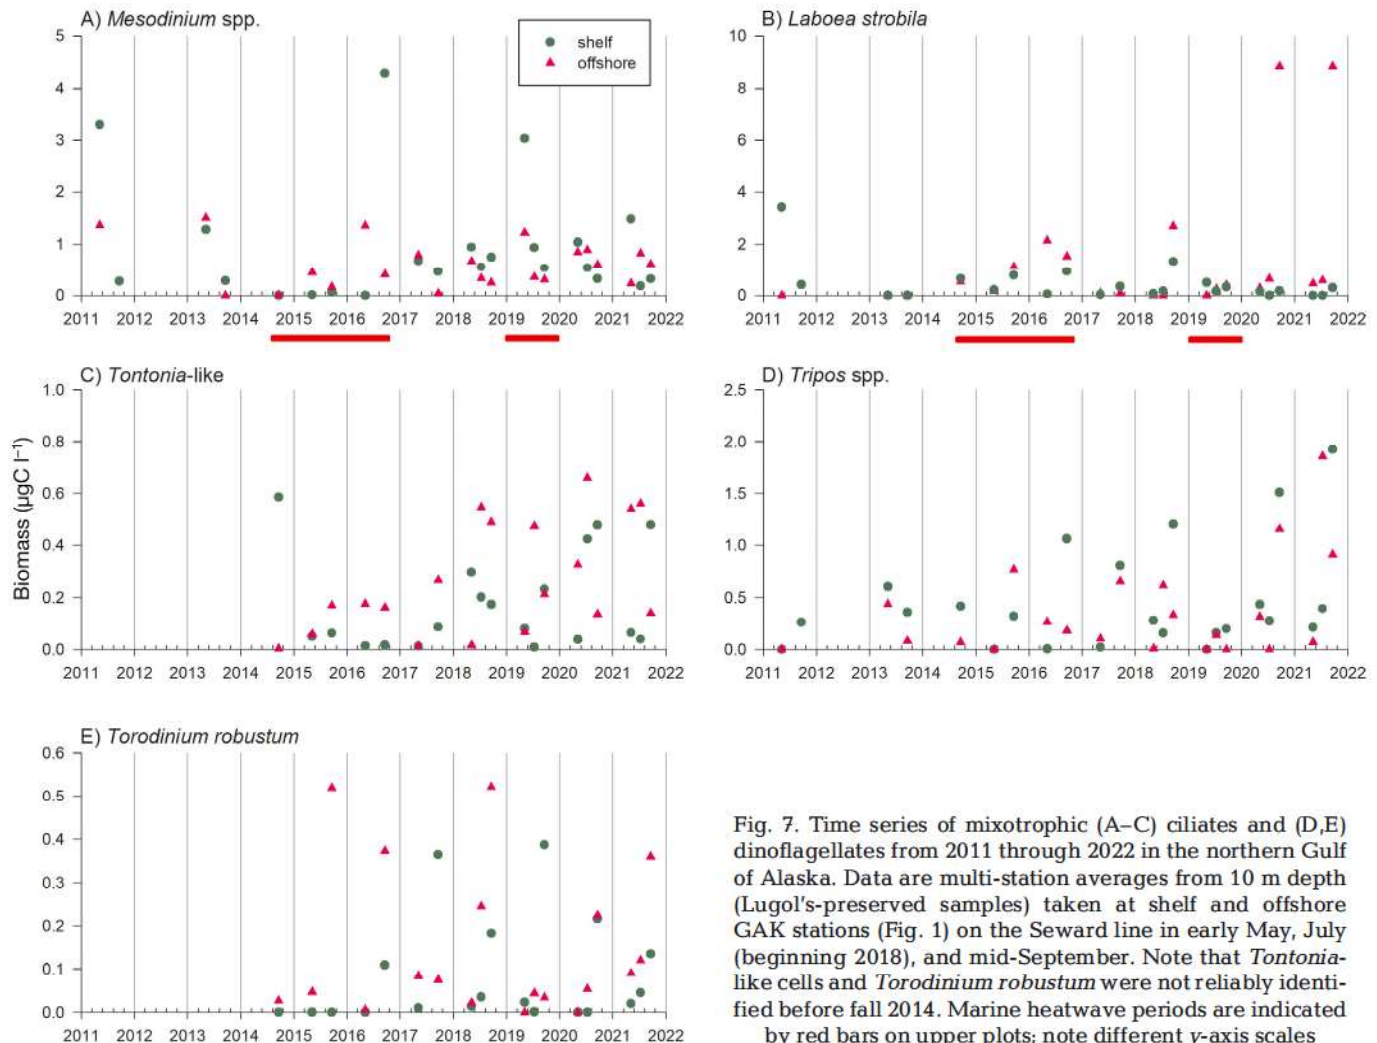 A) Mesodinium spp.
5
4
3
2
1
0
2011 2012 2013 2014 2015 2016 2017 2018 2019 2020 2021 2022
shelf
offshore
B) Laboea strobila
10
8
6
4
2
0
2011 2012 2013 2014 2015 2016 2017 2018 2019 2020 2021 2022
C) Tontonia-like
1.0
0.8
0.6
0.4
0.2
0.0
2011 2012 2013 2014 2015 2016 2017 2018 2019 2020 2021 2022
Biomass (µgC l⁻¹)
D) Tripos spp.
2.5
2.0
1.5
1.0
0.5
0.0
2011 2012 2013 2014 2015 2016 2017 2018 2019 2020 2021 2022
E) Torodinium robustum
0.6
0.5
0.4
0.3
0.2
0.1
0.0
2011 2012 2013 2014 2015 2016 2017 2018 2019 2020 2021 2022
Fig. 7. Time series of mixotrophic (A–C) ciliates and (D,E)
dinoflagellates from 2011 through 2022 in the northern Gulf
of Alaska. Data are multi-station averages from 10 m depth
(Lugol's-preserved samples) taken at shelf and offshore
GAK stations (Fig. 1) on the Seward line in early May, July
(beginning 2018), and mid-September. Note that Tontonia-
like cells and Torodinium robustum were not reliably identi-
fied before fall 2014. Marine heatwave periods are indicated
by red bars on upper plots; note different y-axis scales